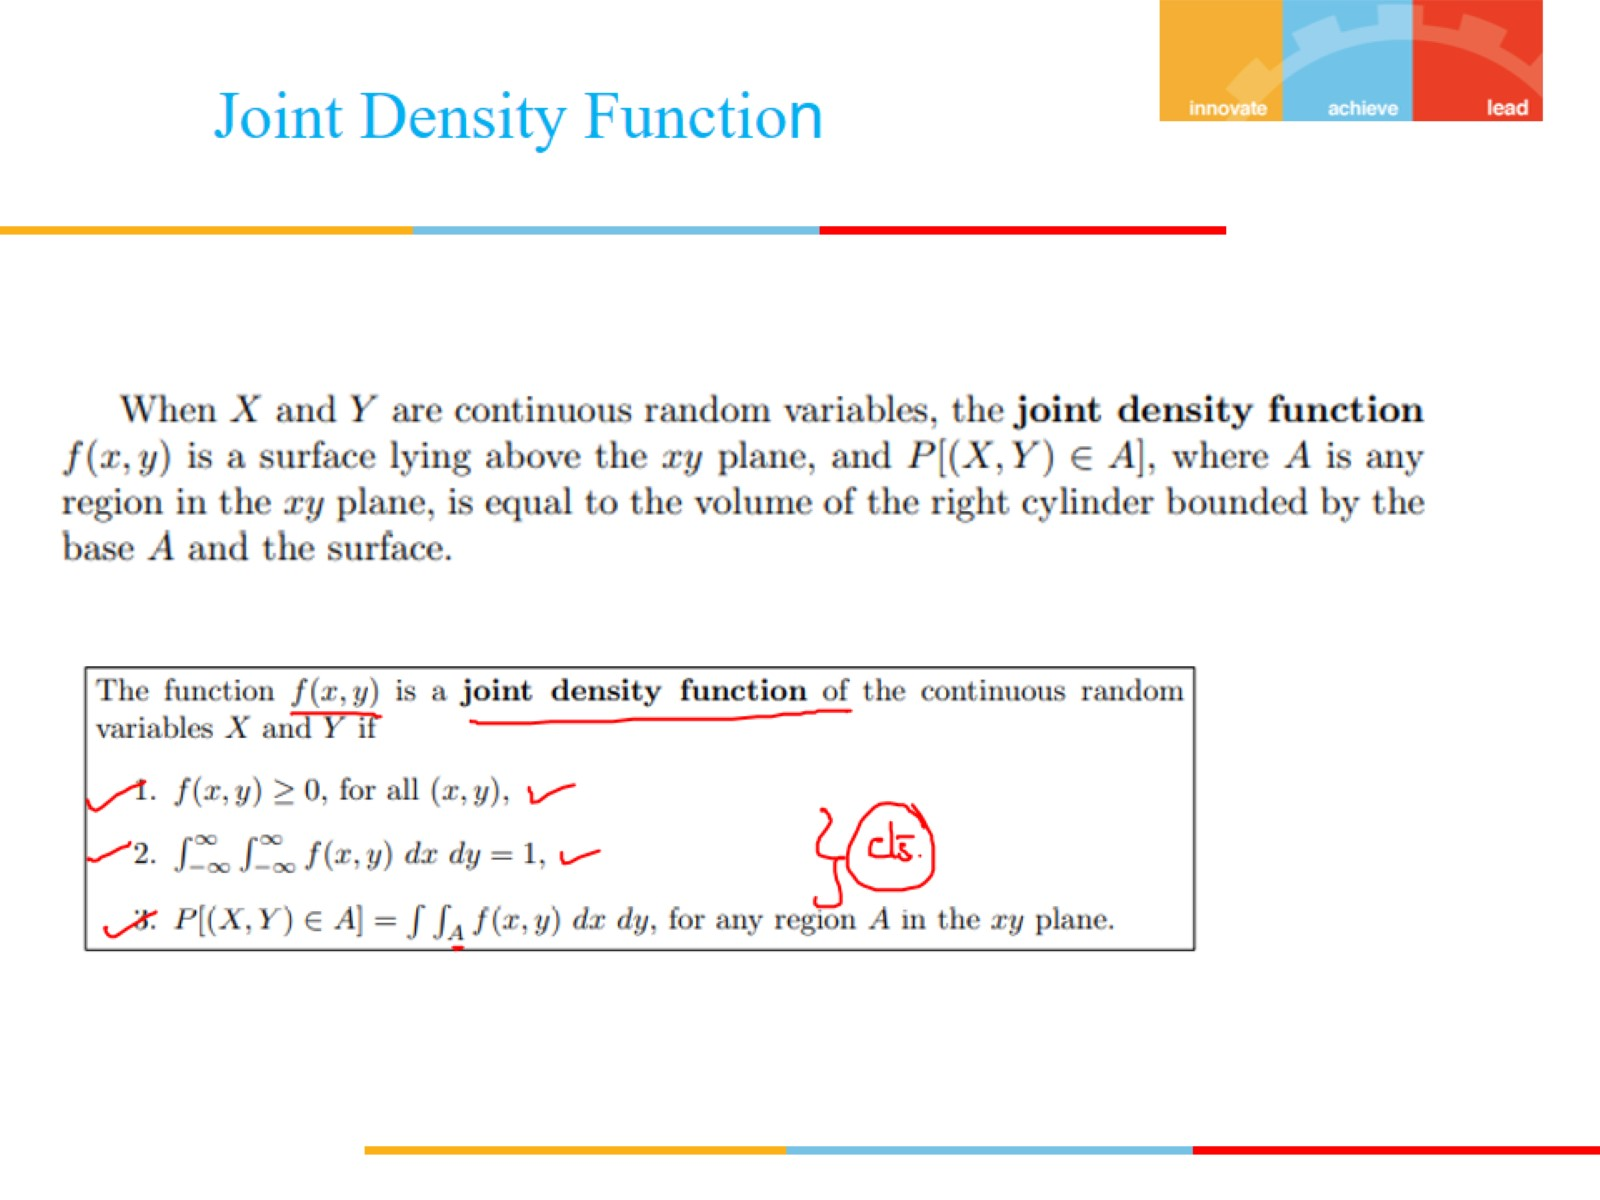 Joint Density Function
innovate achieve lead
When X and Y are continuous random variables, the joint density function
f(x, y) is a surface lying above the xy plane, and P[(X, Y) ∈ A], where A is any
region in the xy plane, is equal to the volume of the right cylinder bounded by the
base A and the surface.
The function f(x, y) is a joint density function of the continuous random
variables X and Y if
1. f(x, y) ≥ 0, for all (x, y),
2. ∫_{-∞}^{∞} ∫_{-∞}^{∞} f(x, y) dx dy = 1,
cts.
3. P[(X, Y) ∈ A] = ∫ ∫_A f(x, y) dx dy, for any region A in the xy plane.